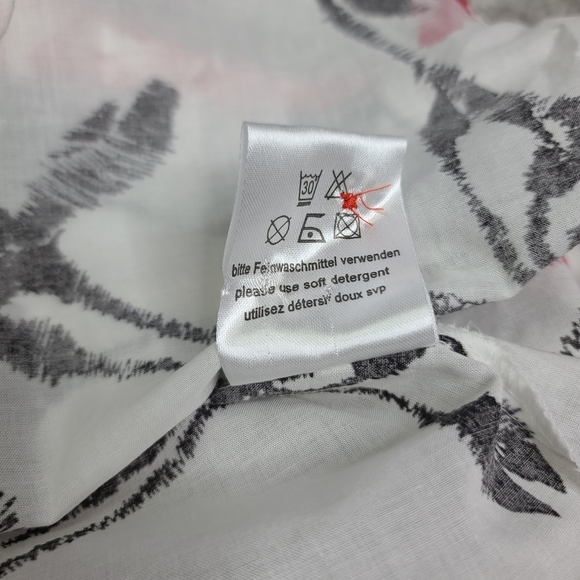 30
bitte Feinwaschmittel verwenden
please use soft detergent
utilisez détersif doux svp